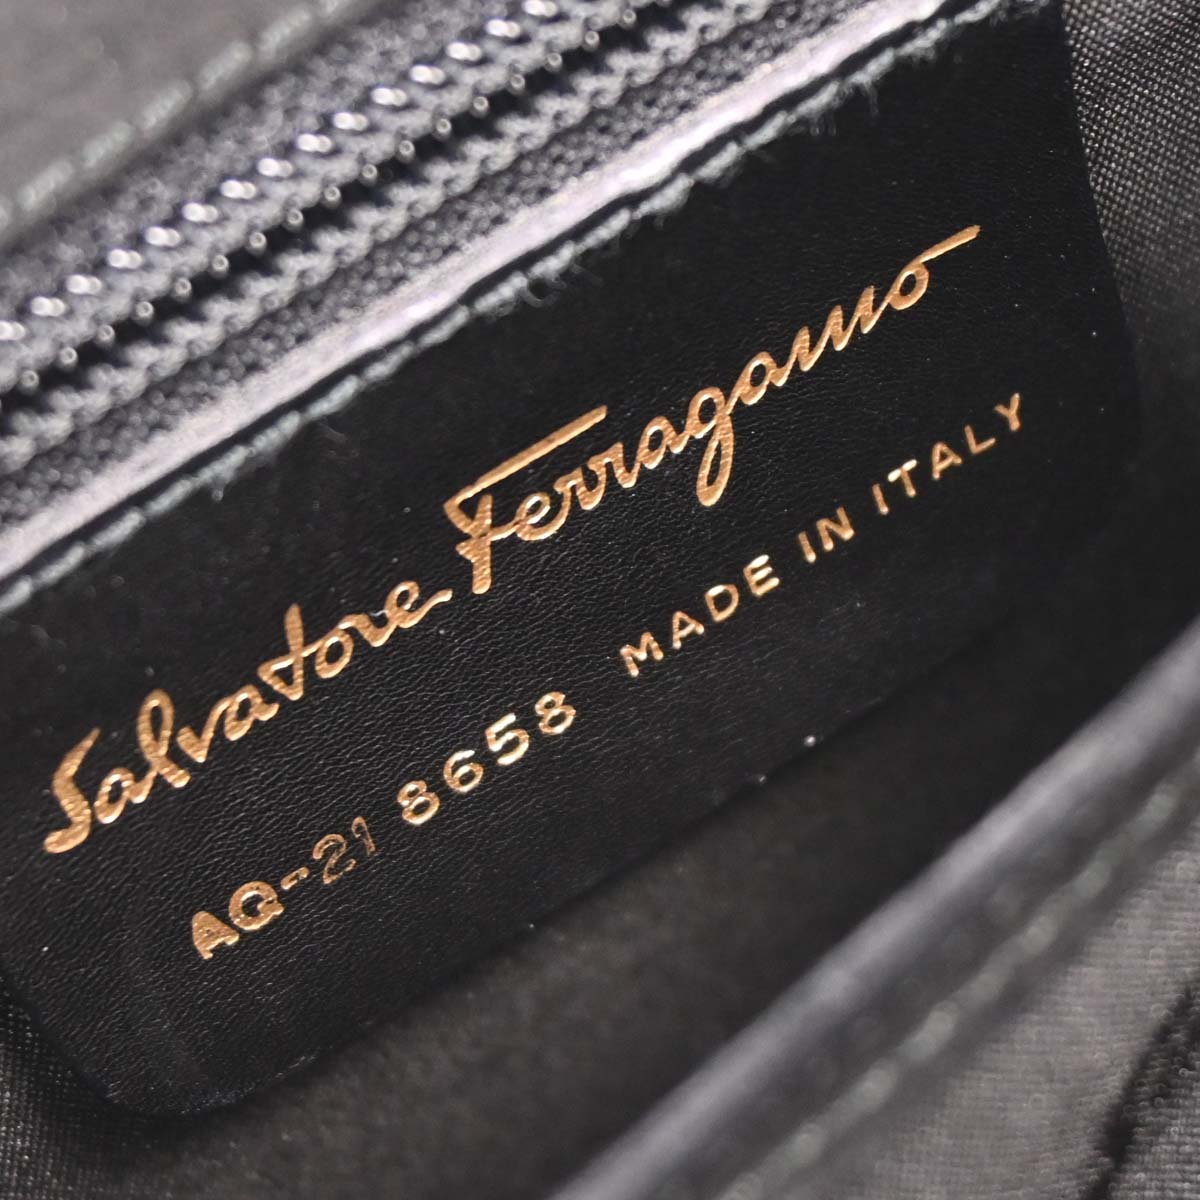 Salvatore Ferragamo
AQ-21 8658 MADE IN ITALY